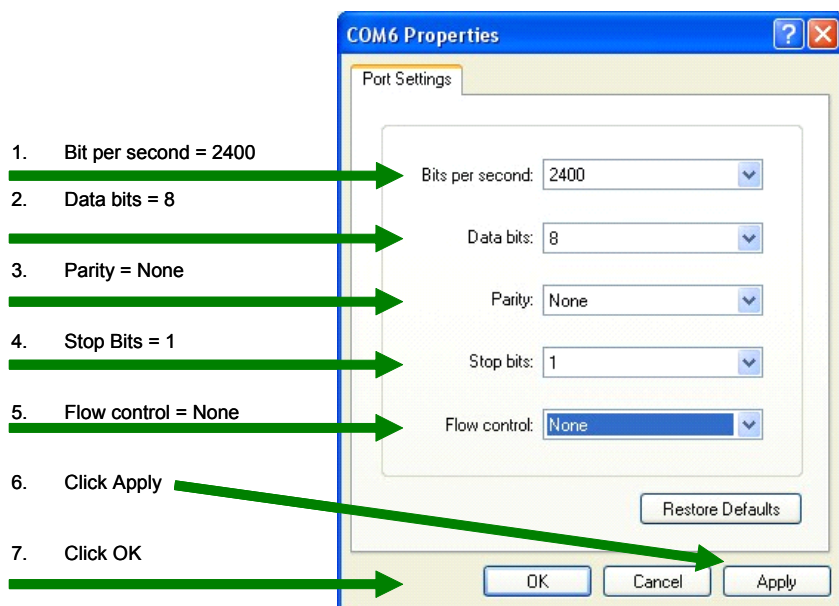 COM6 Properties
Port Settings
1. Bit per second = 2400
Bits per second: 2400
2. Data bits = 8
Data bits: 8
3. Parity = None
Parity: None
4. Stop Bits = 1
Stop bits: 1
5. Flow control = None
Flow control: None
6. Click Apply
Restore Defaults
7. Click OK
OK Cancel Apply